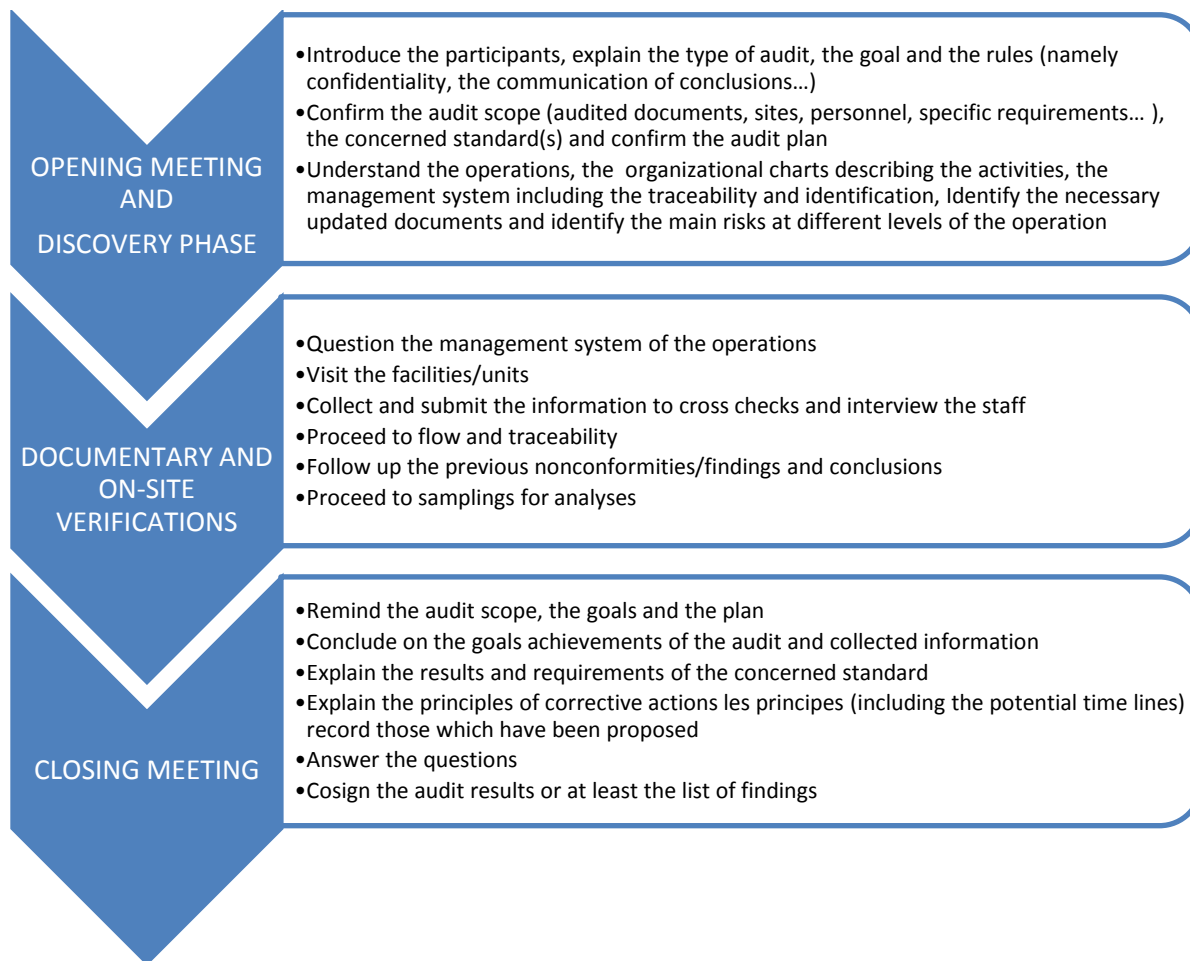 OPENING MEETING
AND
DISCOVERY PHASE
•Introduce the participants, explain the type of audit, the goal and the rules (namely
confidentiality, the communication of conclusions…)
•Confirm the audit scope (audited documents, sites, personnel, specific requirements… ),
the concerned standard(s) and confirm the audit plan
•Understand the operations, the  organizational charts describing the activities, the
management system including the traceability and identification, Identify the necessary
updated documents and identify the main risks at different levels of the operation
DOCUMENTARY AND
ON-SITE
VERIFICATIONS
•Question the management system of the operations
•Visit the facilities/units
•Collect and submit the information to cross checks and interview the staff
•Proceed to flow and traceability
•Follow up the previous nonconformities/findings and conclusions
•Proceed to samplings for analyses
CLOSING MEETING
•Remind the audit scope, the goals and the plan
•Conclude on the goals achievements of the audit and collected information
•Explain the results and requirements of the concerned standard
•Explain the principles of corrective actions les principes (including the potential time lines)
record those which have been proposed
•Answer the questions
•Cosign the audit results or at least the list of findings